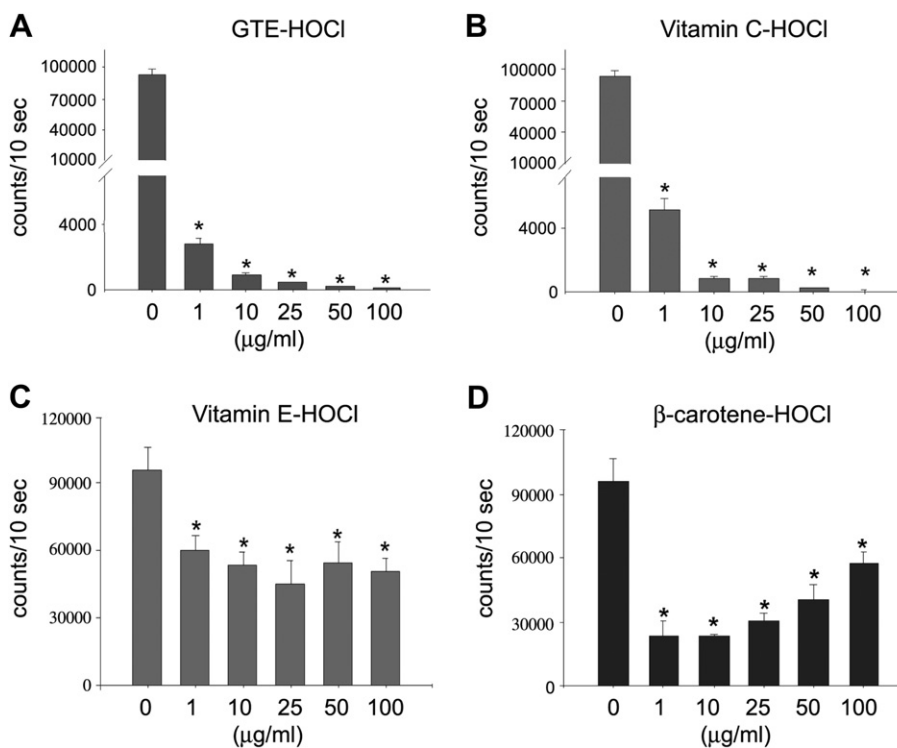 A
GTE-HOCl
counts/10 sec
100000
70000
40000
10000
4000
0
* * * * *
0 1 10 25 50 100
(μg/ml)
B
Vitamin C-HOCl
counts/10 sec
100000
70000
40000
10000
4000
0
* * * * *
0 1 10 25 50 100
(μg/ml)
C
Vitamin E-HOCl
counts/10 sec
120000
90000
60000
30000
0
* * * * *
0 1 10 25 50 100
(μg/ml)
D
β-carotene-HOCl
counts/10 sec
120000
90000
60000
30000
0
* * * * *
0 1 10 25 50 100
(μg/ml)